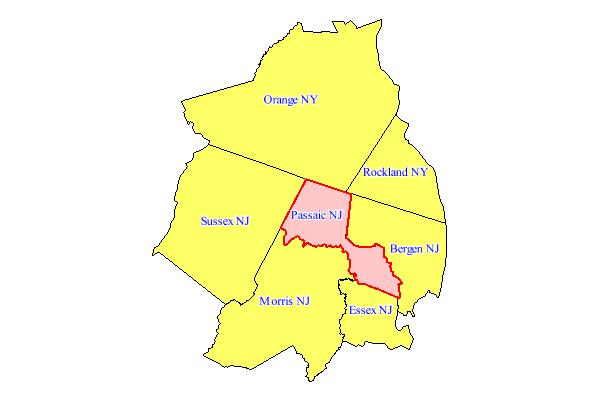 Orange NY
Rockland NY
Passaic NJ
Sussex NJ
Bergen NJ
Morris NJ
Essex NJ